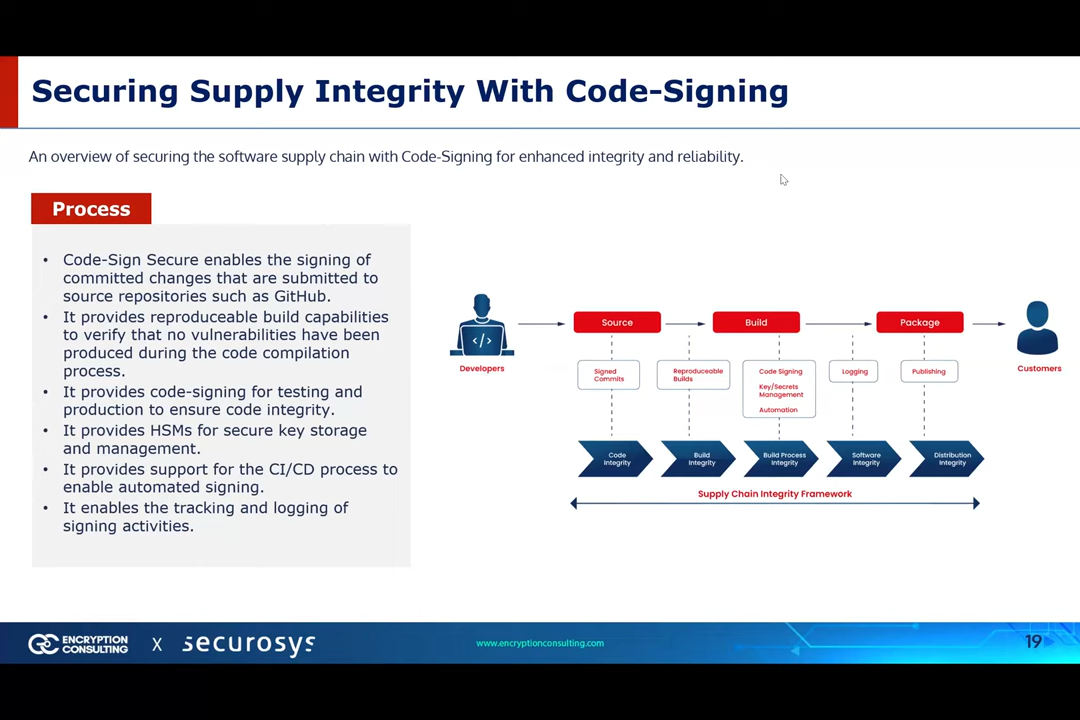 Securing Supply Integrity With Code-Signing
An overview of securing the software supply chain with Code-Signing for enhanced integrity and reliability.
Process
• Code-Sign Secure enables the signing of
committed changes that are submitted to
source repositories such as GitHub.
• It provides reproduceable build capabilities
to verify that no vulnerabilities have been
produced during the code compilation
process.
• It provides code-signing for testing and
production to ensure code integrity.
• It provides HSMs for secure key storage
and management.
• It provides support for the CI/CD process to
enable automated signing.
• It enables the tracking and logging of
signing activities.
</>
Developers
Source
Build
Package
Customers
Signed
Commits
Reproduceable
Builds
Code Signing
Key/Secrets
Management
Automation
Logging
Publishing
Code
Integrity
Build
Integrity
Build Process
Integrity
Software
Integrity
Distribution
Integrity
Supply Chain Integrity Framework
ENCRYPTION
CONSULTING
X
securosys
www.encryptionconsulting.com
19